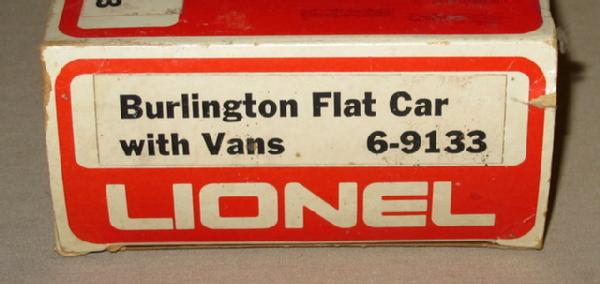 Burlington Flat Car
with Vans 6-9133
LIONEL